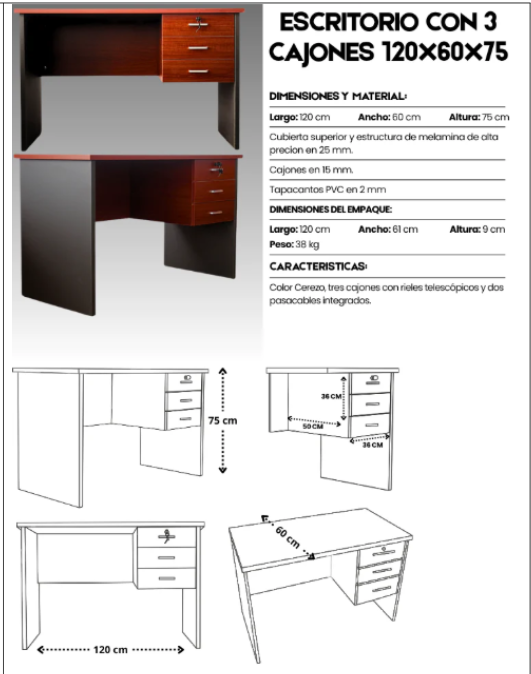 ESCRITORIO CON 3
CAJONES 120X60X75
DIMENSIONES Y MATERIAL:
Largo: 120 cm Ancho: 60 cm Altura: 75 cm
Cubierta superior y estructura de melamina de alta
precion en 25 mm.
Cajones en 15 mm.
Tapacantos PVC en 2 mm
DIMENSIONES DEL EMPAQUE:
Largo: 120 cm Ancho: 61 cm Altura: 9 cm
Peso: 38 kg
CARACTERISTICAS:
Color Cerezo, tres cajones con rieles telescópicos y dos
pasacables integrados.
75 cm
36 CM
50 CM
36 CM
120 cm
60 cm